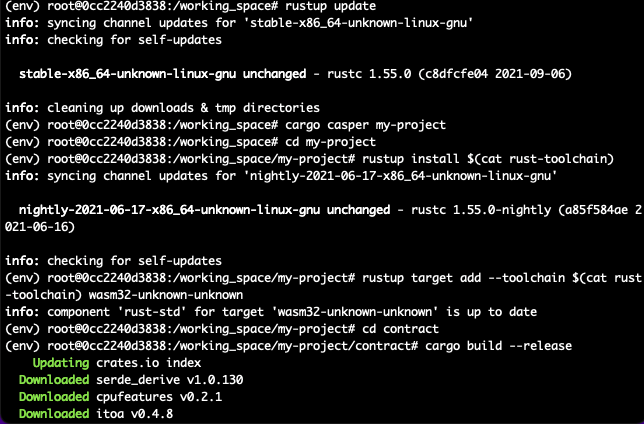 (env) root@0cc2240d3838:/working_space# rustup update
info: syncing channel updates for 'stable-x86_64-unknown-linux-gnu'
info: checking for self-updates
stable-x86_64-unknown-linux-gnu unchanged - rustc 1.55.0 (c8dfcfe04 2021-09-06)
info: cleaning up downloads & tmp directories
(env) root@0cc2240d3838:/working_space# cargo casper my-project
(env) root@0cc2240d3838:/working_space# cd my-project
(env) root@0cc2240d3838:/working_space/my-project# rustup install $(cat rust-toolchain)
info: syncing channel updates for 'nightly-2021-06-17-x86_64-unknown-linux-gnu'
nightly-2021-06-17-x86_64-unknown-linux-gnu unchanged - rustc 1.55.0-nightly (a85f584ae 2
021-06-16)
info: checking for self-updates
(env) root@0cc2240d3838:/working_space/my-project# rustup target add --toolchain $(cat rust
-toolchain) wasm32-unknown-unknown
info: component 'rust-std' for target 'wasm32-unknown-unknown' is up to date
(env) root@0cc2240d3838:/working_space/my-project# cd contract
(env) root@0cc2240d3838:/working_space/my-project/contract# cargo build --release
Updating crates.io index
Downloaded serde_derive v1.0.130
Downloaded cpufeatures v0.2.1
Downloaded itoa v0.4.8